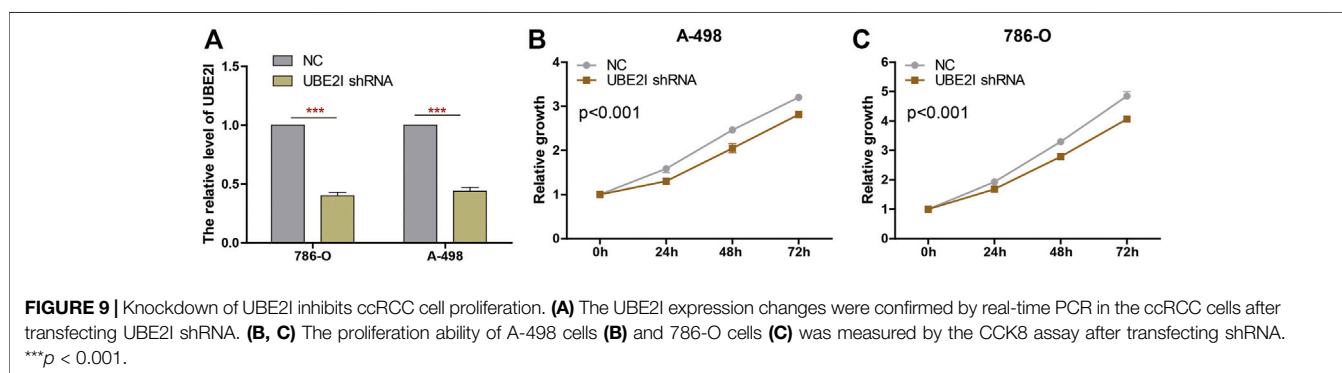 A
NC
UBE2I shRNA
The relative level of UBE2I
1.5
1.0
0.5
0.0
***
***
786-O
A-498
B
A-498
NC
UBE2I shRNA
p<0.001
Relative growth
4
3
2
1
0
0h 24h 48h 72h
C
786-O
NC
UBE2I shRNA
p<0.001
Relative growth
6
5
4
3
2
1
0
0h 24h 48h 72h
FIGURE 9 | Knockdown of UBE2I inhibits ccRCC cell proliferation. (A) The UBE2I expression changes were confirmed by real-time PCR in the ccRCC cells after
transfecting UBE2I shRNA. (B, C) The proliferation ability of A-498 cells (B) and 786-O cells (C) was measured by the CCK8 assay after transfecting shRNA.
***p < 0.001.